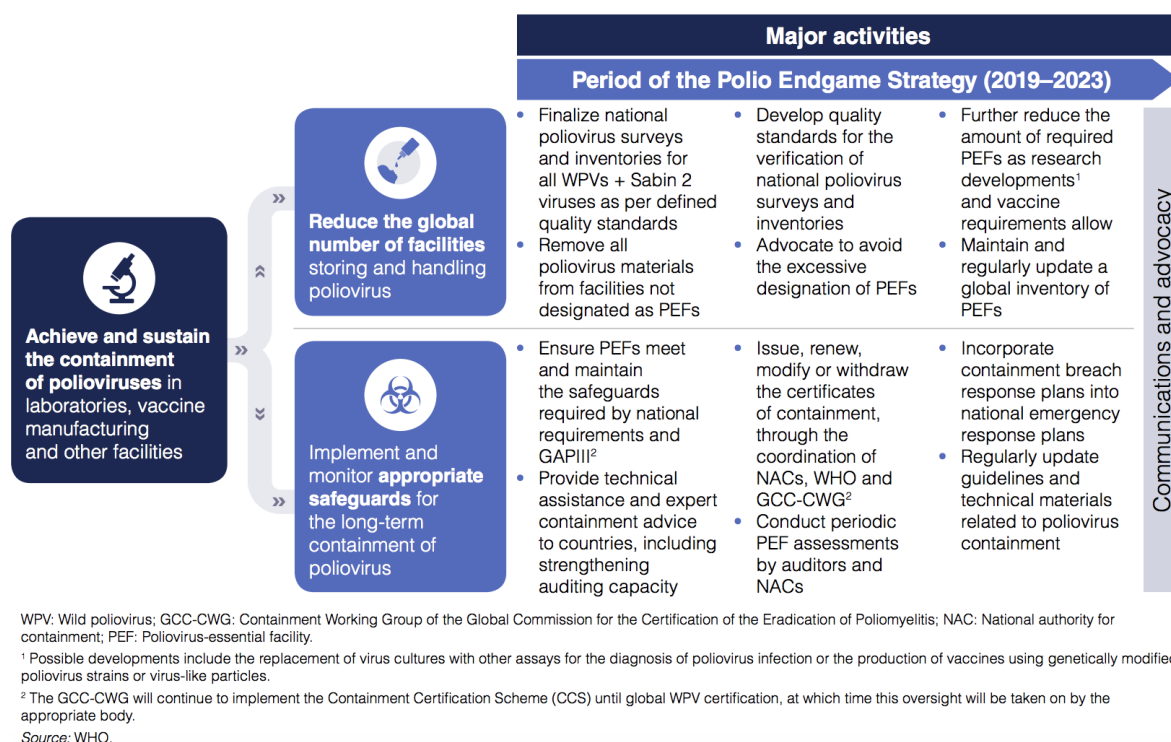 Major activities
Period of the Polio Endgame Strategy (2019–2023)
Achieve and sustain
the containment
of polioviruses in
laboratories, vaccine
manufacturing
and other facilities
Reduce the global
number of facilities
storing and handling
poliovirus
• Finalize national
poliovirus surveys
and inventories for
all WPVs + Sabin 2
viruses as per defined
quality standards
• Remove all
poliovirus materials
from facilities not
designated as PEFs
• Develop quality
standards for the
verification of
national poliovirus
surveys and
inventories
• Advocate to avoid
the excessive
designation of PEFs
• Further reduce the
amount of required
PEFs as research
developments¹
and vaccine
requirements allow
• Maintain and
regularly update a
global inventory of
PEFs
Implement and
monitor appropriate
safeguards for
the long-term
containment of
poliovirus
• Ensure PEFs meet
and maintain
the safeguards
required by national
requirements and
GAPIII²
• Provide technical
assistance and expert
containment advice
to countries, including
strengthening
auditing capacity
• Issue, renew,
modify or withdraw
the certificates
of containment,
through the
coordination of
NACs, WHO and
GCC-CWG²
• Conduct periodic
PEF assessments
by auditors and
NACs
• Incorporate
containment breach
response plans into
national emergency
response plans
• Regularly update
guidelines and
technical materials
related to poliovirus
containment
Communications and advocacy
WPV: Wild poliovirus; GCC-CWG: Containment Working Group of the Global Commission for the Certification of the Eradication of Poliomyelitis; NAC: National authority for
containment; PEF: Poliovirus-essential facility.
¹ Possible developments include the replacement of virus cultures with other assays for the diagnosis of poliovirus infection or the production of vaccines using genetically modified
poliovirus strains or virus-like particles.
² The GCC-CWG will continue to implement the Containment Certification Scheme (CCS) until global WPV certification, at which time this oversight will be taken on by the
appropriate body.
Source: WHO.